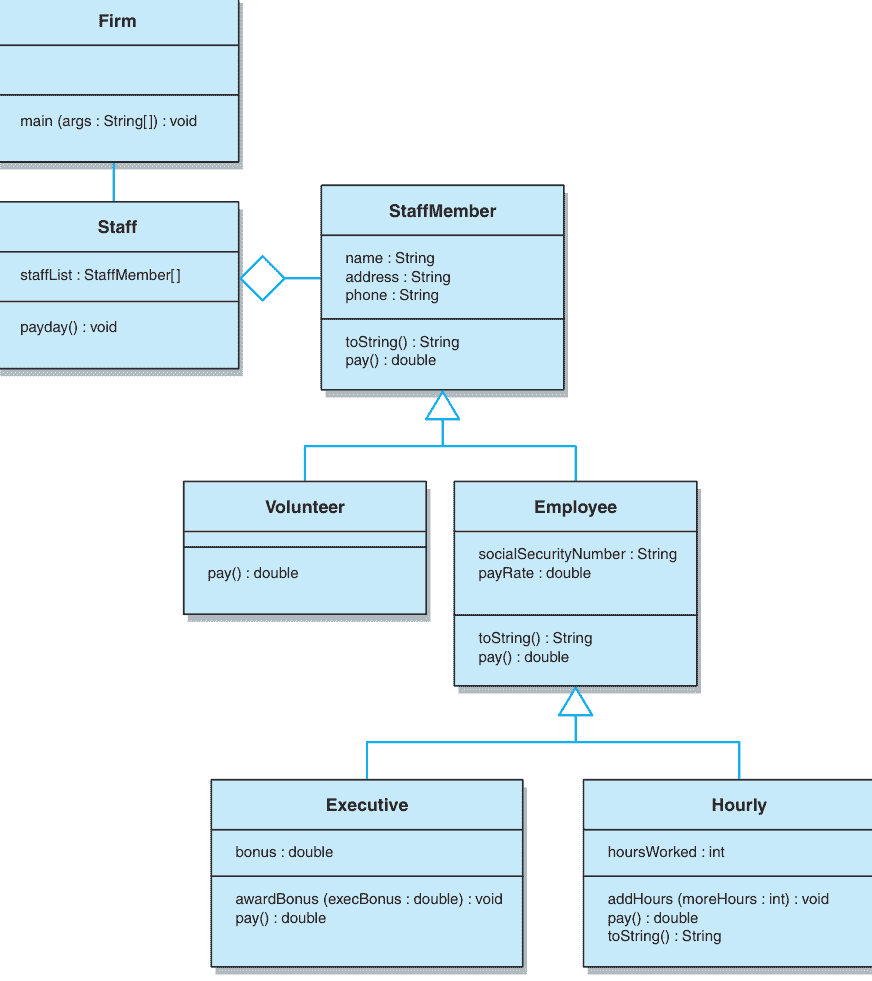 Firm
main (args : String[]) : void
Staff
staffList : StaffMember[]
payday() : void
StaffMember
name : String
address : String
phone : String
toString() : String
pay() : double
Volunteer
pay() : double
Employee
socialSecurityNumber : String
payRate : double
toString() : String
pay() : double
Executive
bonus : double
awardBonus (execBonus : double) : void
pay() : double
Hourly
hoursWorked : int
addHours (moreHours : int) : void
pay() : double
toString() : String